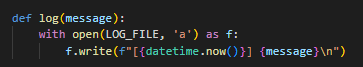 def log(message):
    with open(LOG_FILE, 'a') as f:
        f.write(f"[{datetime.now()}] {message}\n")